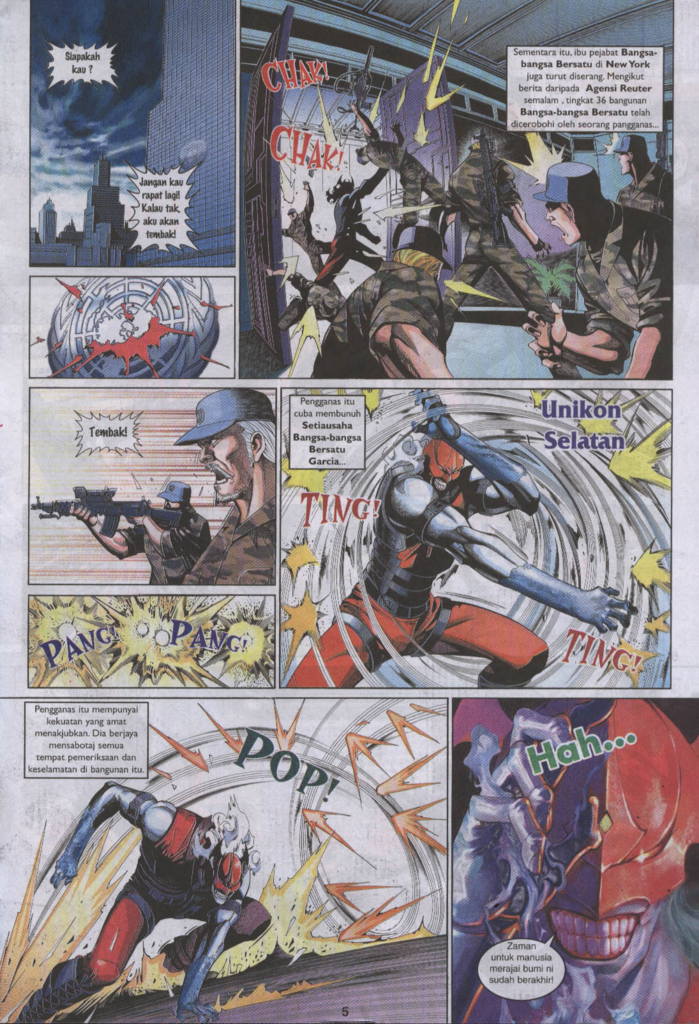 Siapakah
kau ?
Jangan kau
rapat lagi!
Kalau tak,
aku akan
tembak!
CHAK!
CHAK!
Sementara itu, ibu pejabat Bangsa-
bangsa Bersatu di New York
juga turut diserang. Mengikut
berita daripada Agensi Reuter
semalam , tingkat 36 bangunan
Bangsa-bangsa Bersatu telah
dicerobohi oleh seorang pangganas...
Tembak!
PANG!
PANG!
Pengganas itu
cuba membunuh
Setiausaha
Bangsa-bangsa
Bersatu
Garcia...
Unikon
Selatan
TING!
TING!
Pengganas itu mempunyai
kekuatan yang amat
menakjubkan. Dia berjaya
mensabotaj semua
tempat pemeriksaan dan
keselamatan di bangunan itu.
POP!
Hah...
Zaman
untuk manusia
merajai bumi ni
sudah berakhir!
5